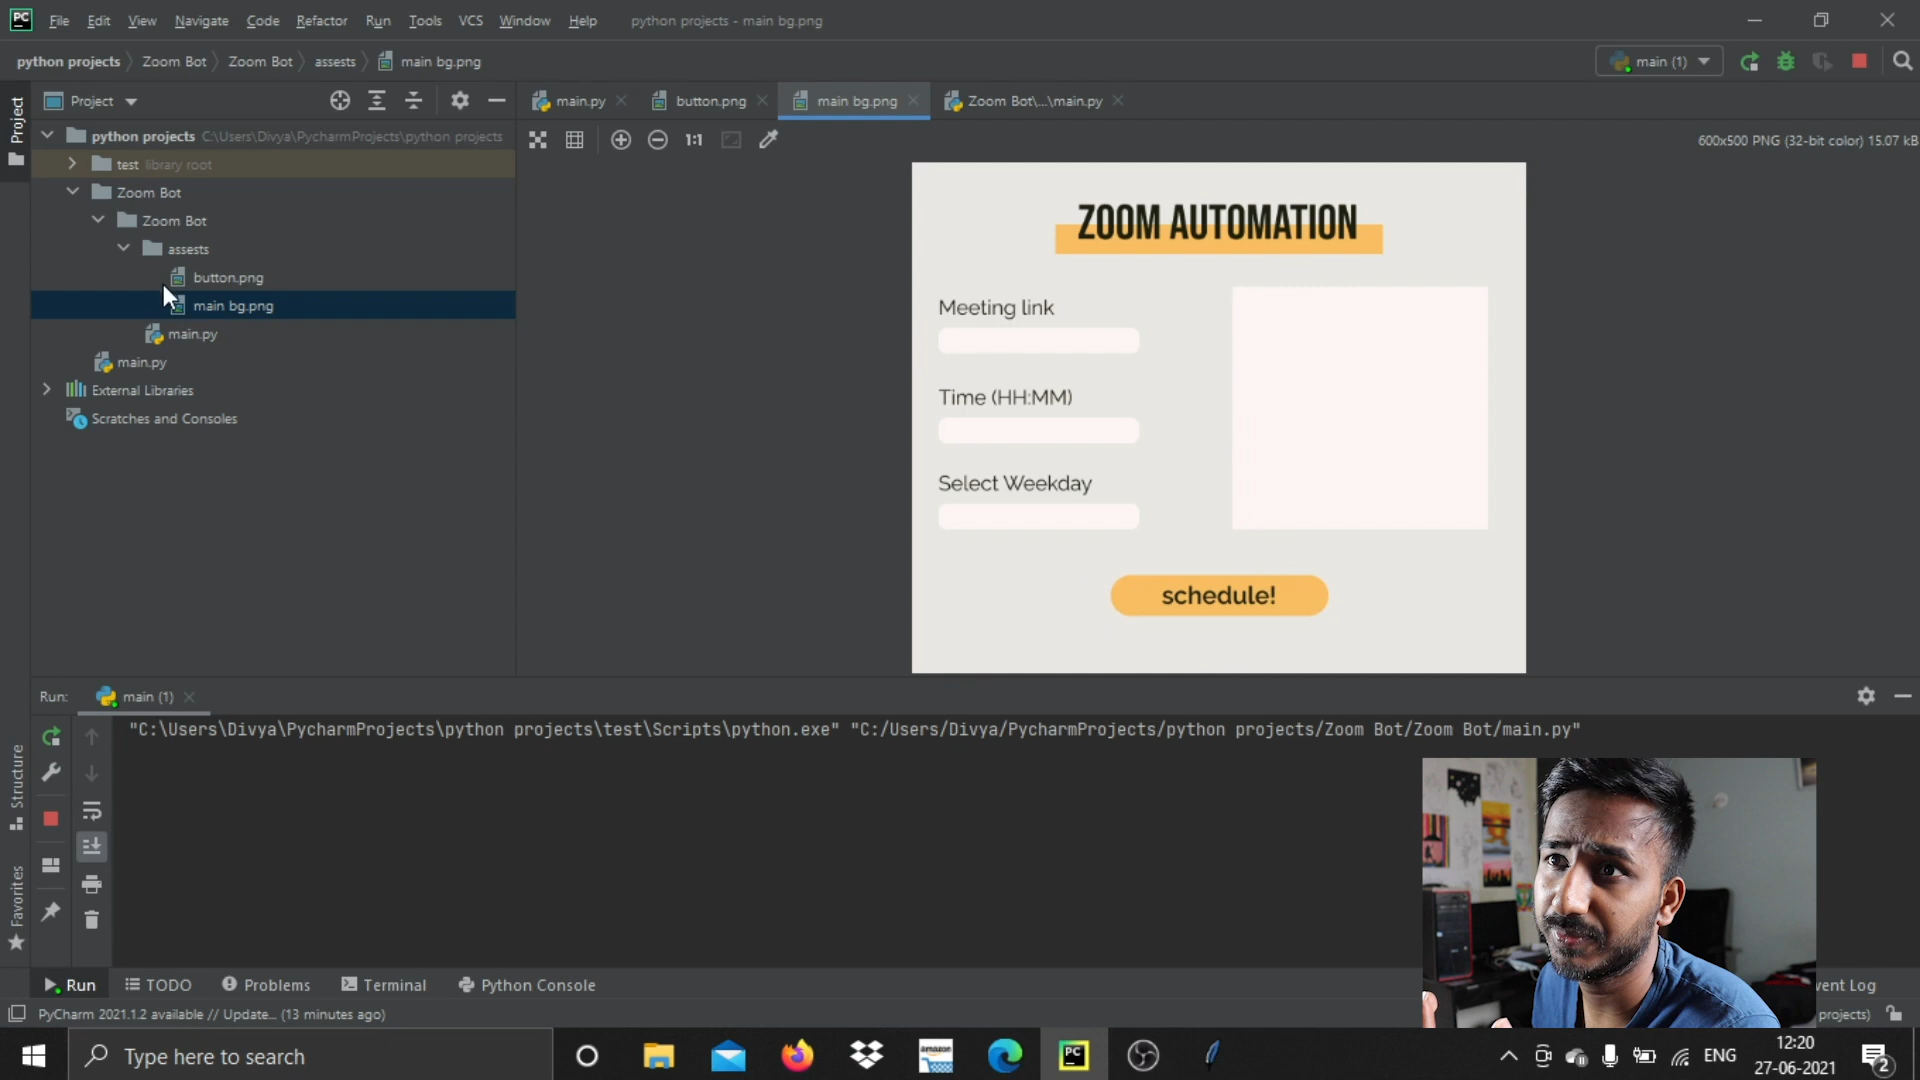 PC File Edit View Navigate Code Refactor Run Tools VCS Window Help python projects - main bg.png
python projects Zoom Bot Zoom Bot assests main bg.png main (1)
Project
Project
main.py button.png main bg.png Zoom Bot\...\main.py
python projects C:\Users\Divya\PycharmProjects\python projects
1:1
600x500 PNG (32-bit color) 15.07 kB
test library root
Zoom Bot
Zoom Bot
assests
button.png
main bg.png
main.py
main.py
External Libraries
Scratches and Consoles
ZOOM AUTOMATION
Meeting link
Time (HH:MM)
Select Weekday
schedule!
Run: main (1)
"C:\Users\Divya\PycharmProjects\python projects\test\Scripts\python.exe" "C:/Users/Divya/PycharmProjects/python projects/Zoom Bot/Zoom Bot/main.py"
Structure
Favorites
Run TODO Problems Terminal Python Console vent Log
PyCharm 2021.1.2 available // Update... (13 minutes ago) projects)
Type here to search
amazon
PC
ENG
12:20
27-06-2021
2